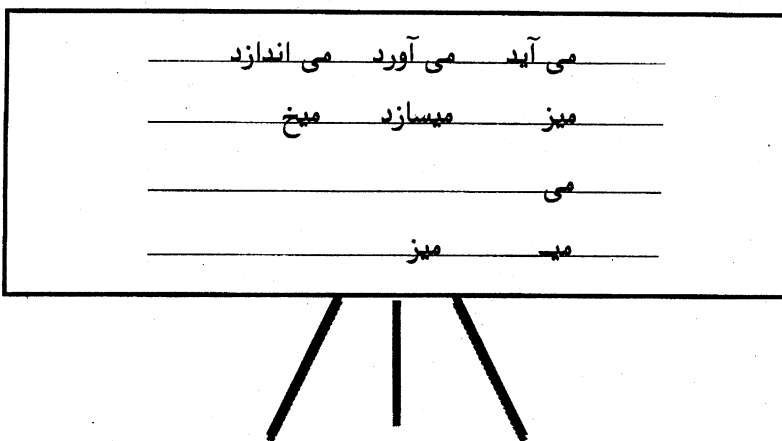 می آید می آورد می اندازد
میز میسازد میخ
می
میـ میز